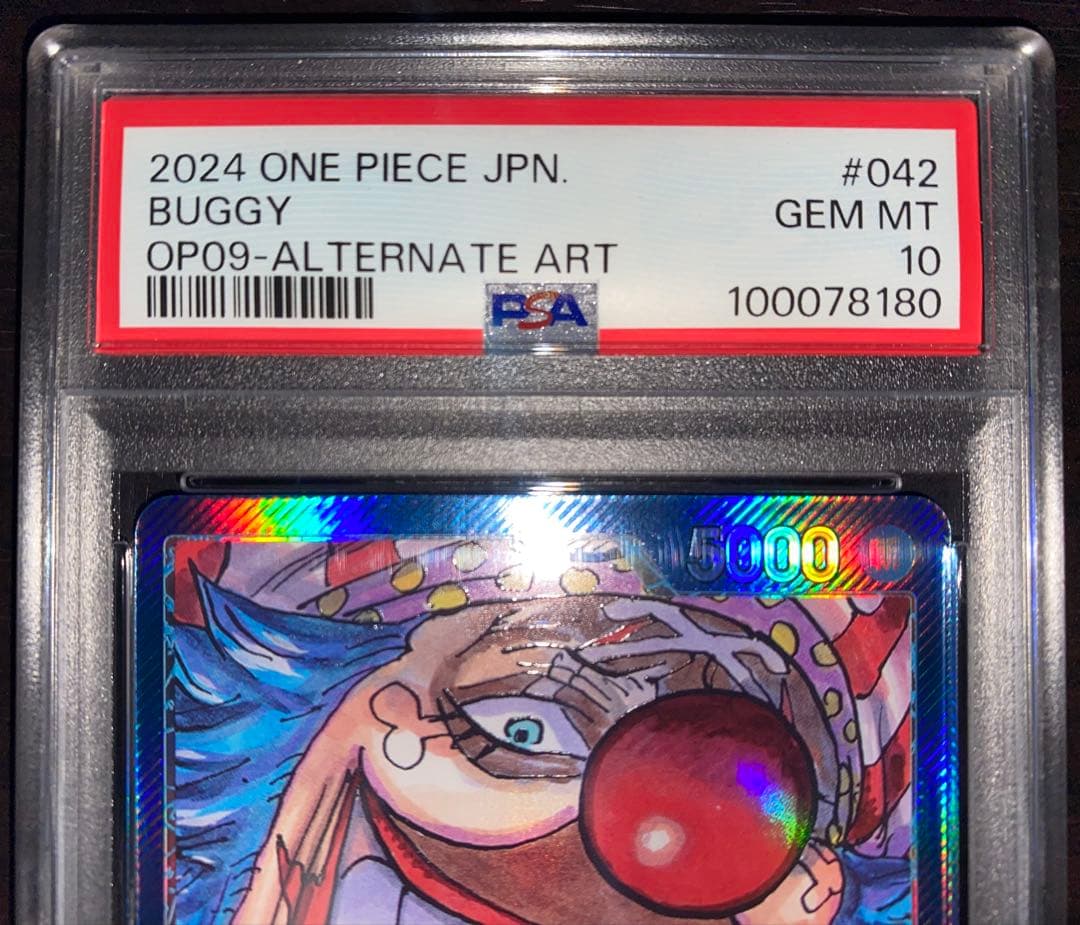 2024 ONE PIECE JPN. #042
BUGGY GEM MT
OP09-ALTERNATE ART 10
PSA 100078180
5000